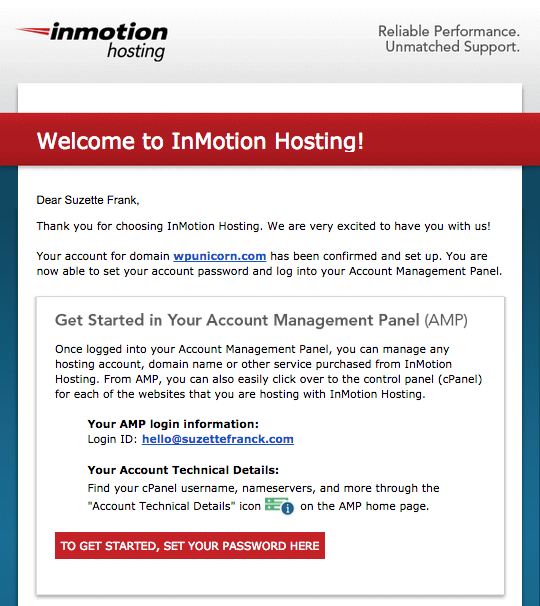 inmotion
hosting
Reliable Performance.
Unmatched Support.
Welcome to InMotion Hosting!
Dear Suzette Frank,
Thank you for choosing InMotion Hosting. We are very excited to have you with us!
Your account for domain wpunicorn.com has been confirmed and set up. You are
now able to set your account password and log into your Account Management Panel.
Get Started in Your Account Management Panel (AMP)
Once logged into your Account Management Panel, you can manage any
hosting account, domain name or other service purchased from InMotion
Hosting. From AMP, you can also easily click over to the control panel (cPanel)
for each of the websites that you are hosting with InMotion Hosting.
Your AMP login information:
Login ID: hello@suzettefranck.com
Your Account Technical Details:
Find your cPanel username, nameservers, and more through the
"Account Technical Details" icon on the AMP home page.
TO GET STARTED, SET YOUR PASSWORD HERE